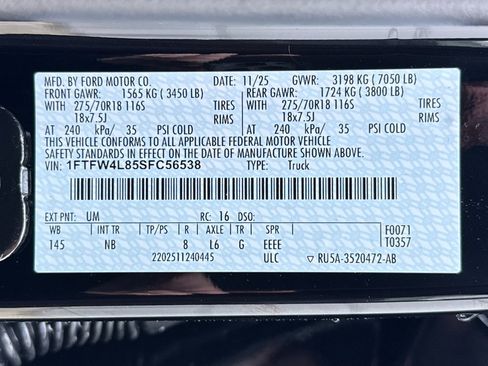 MFD. BY FORD MOTOR CO. DATE: 11/25 GVWR: 3198 KG ( 7050 LB)
FRONT GAWR: 1565 KG ( 3450 LB) REAR GAWR: 1724 KG ( 3800 LB)
WITH 275/70R18 116S TIRES WITH 275/70R18 116S TIRES
18x7.5J RIMS 18x7.5J RIMS
AT 240 kPa/ 35 PSI COLD AT 240 kPa/ 35 PSI COLD
THIS VEHICLE CONFORMS TO ALL APPLICABLE FEDERAL MOTOR VEHICLE
SAFETY STANDARDS IN EFFECT ON THE DATE OF MANUFACTURE SHOWN ABOVE.
VIN: 1FTFW4L85SFC56538 TYPE: Truck
EXT PNT: UM RC: 16 DSO:
WB INT TR TP/PS R AXLE TR SPRING F0071
145 NB 8 L6 G EEEE T0357
2202511240445 ULC ▽ RU5A-3520472-AB